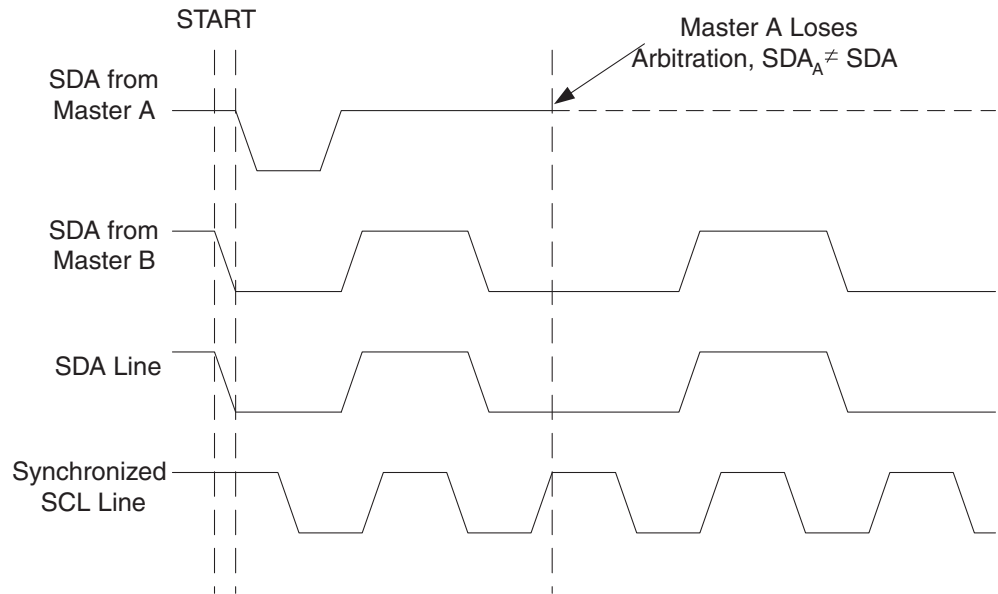 START
Master A Loses
Arbitration, SDA_A ≠ SDA
SDA from
Master A
SDA from
Master B
SDA Line
Synchronized
SCL Line